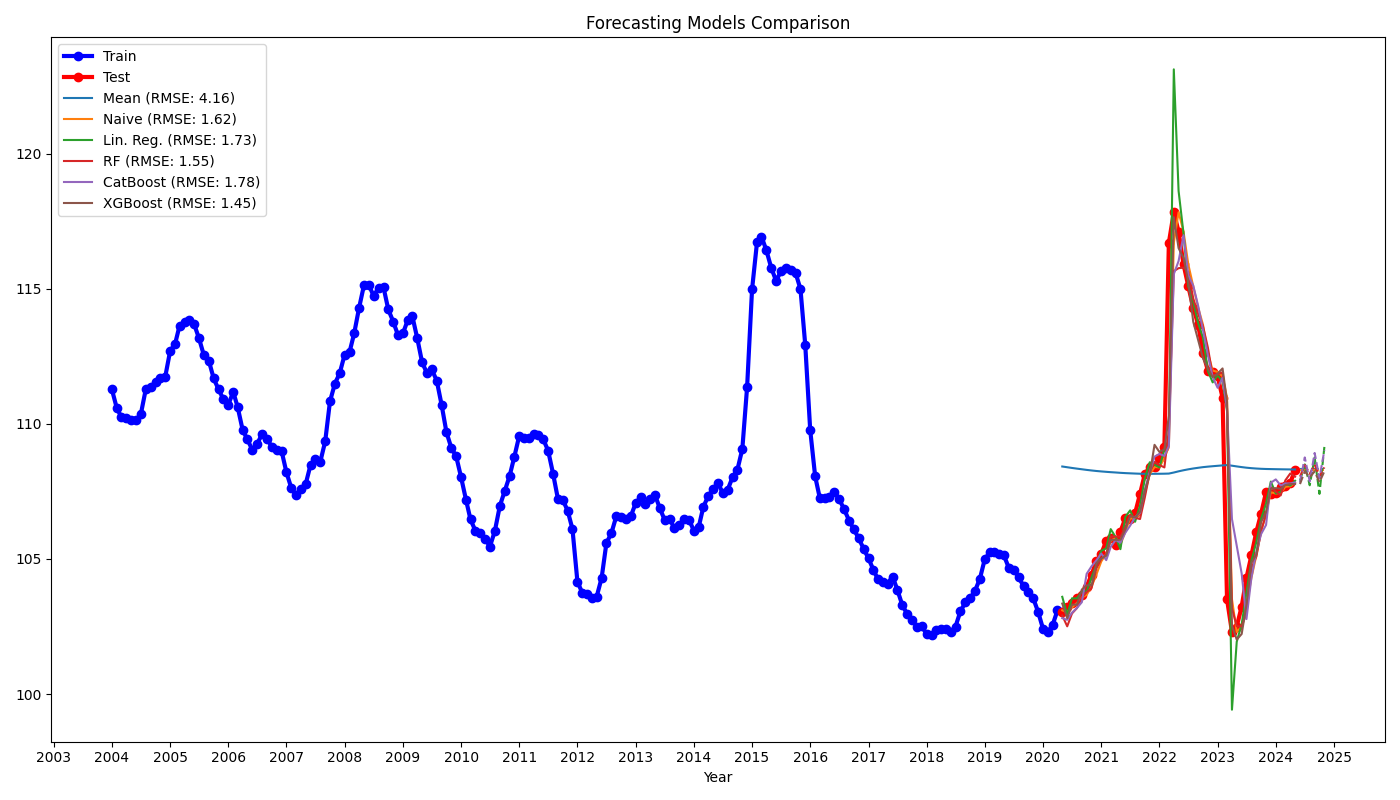 Forecasting Models Comparison
Train
Test
Mean (RMSE: 4.16)
Naive (RMSE: 1.62)
Lin. Reg. (RMSE: 1.73)
RF (RMSE: 1.55)
CatBoost (RMSE: 1.78)
XGBoost (RMSE: 1.45)
120
115
110
105
100
2003 2004 2005 2006 2007 2008 2009 2010 2011 2012 2013 2014 2015 2016 2017 2018 2019 2020 2021 2022 2023 2024 2025
Year